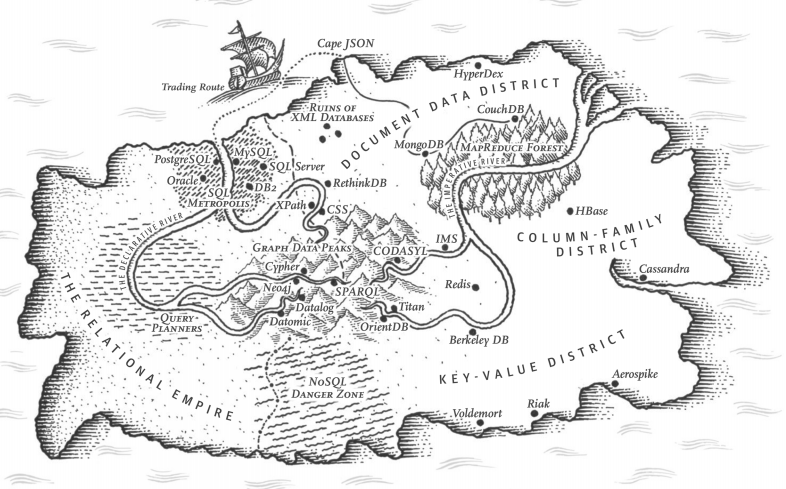 Cape JSON
Trading Route
HyperDex
DOCUMENT DATA DISTRICT
RUINS OF
XML DATABASES
CouchDB
MongoDB
MAPREDUCE FOREST
THE IMPERATIVE RIVER
PostgreSQL
MySQL
SQL Server
Oracle
DB2
SQL
METROPOLIS
RethinkDB
XPath
CSS
THE DECLARATIVE RIVER
HBase
COLUMN-FAMILY
DISTRICT
GRAPH DATA PEAKS
CODASYL
IMS
Cypher
Neo4j
SPARQL
Cassandra
Redis
Datalog
Titan
Datomic
OrientDB
QUERY
PLANNERS
Berkeley DB
THE RELATIONAL EMPIRE
KEY-VALUE DISTRICT
NOSQL
DANGER ZONE
Aerospike
Voldemort
Riak